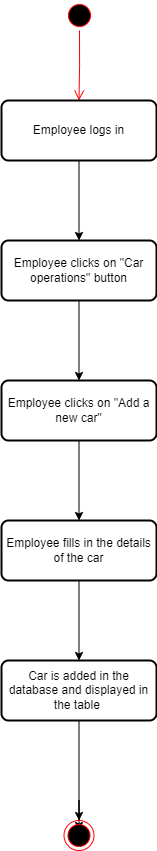 Employee logs in
Employee clicks on "Car
operations" button
Employee clicks on "Add a
new car"
Employee fills in the details
of the car
Car is added in the
database and displayed in
the table